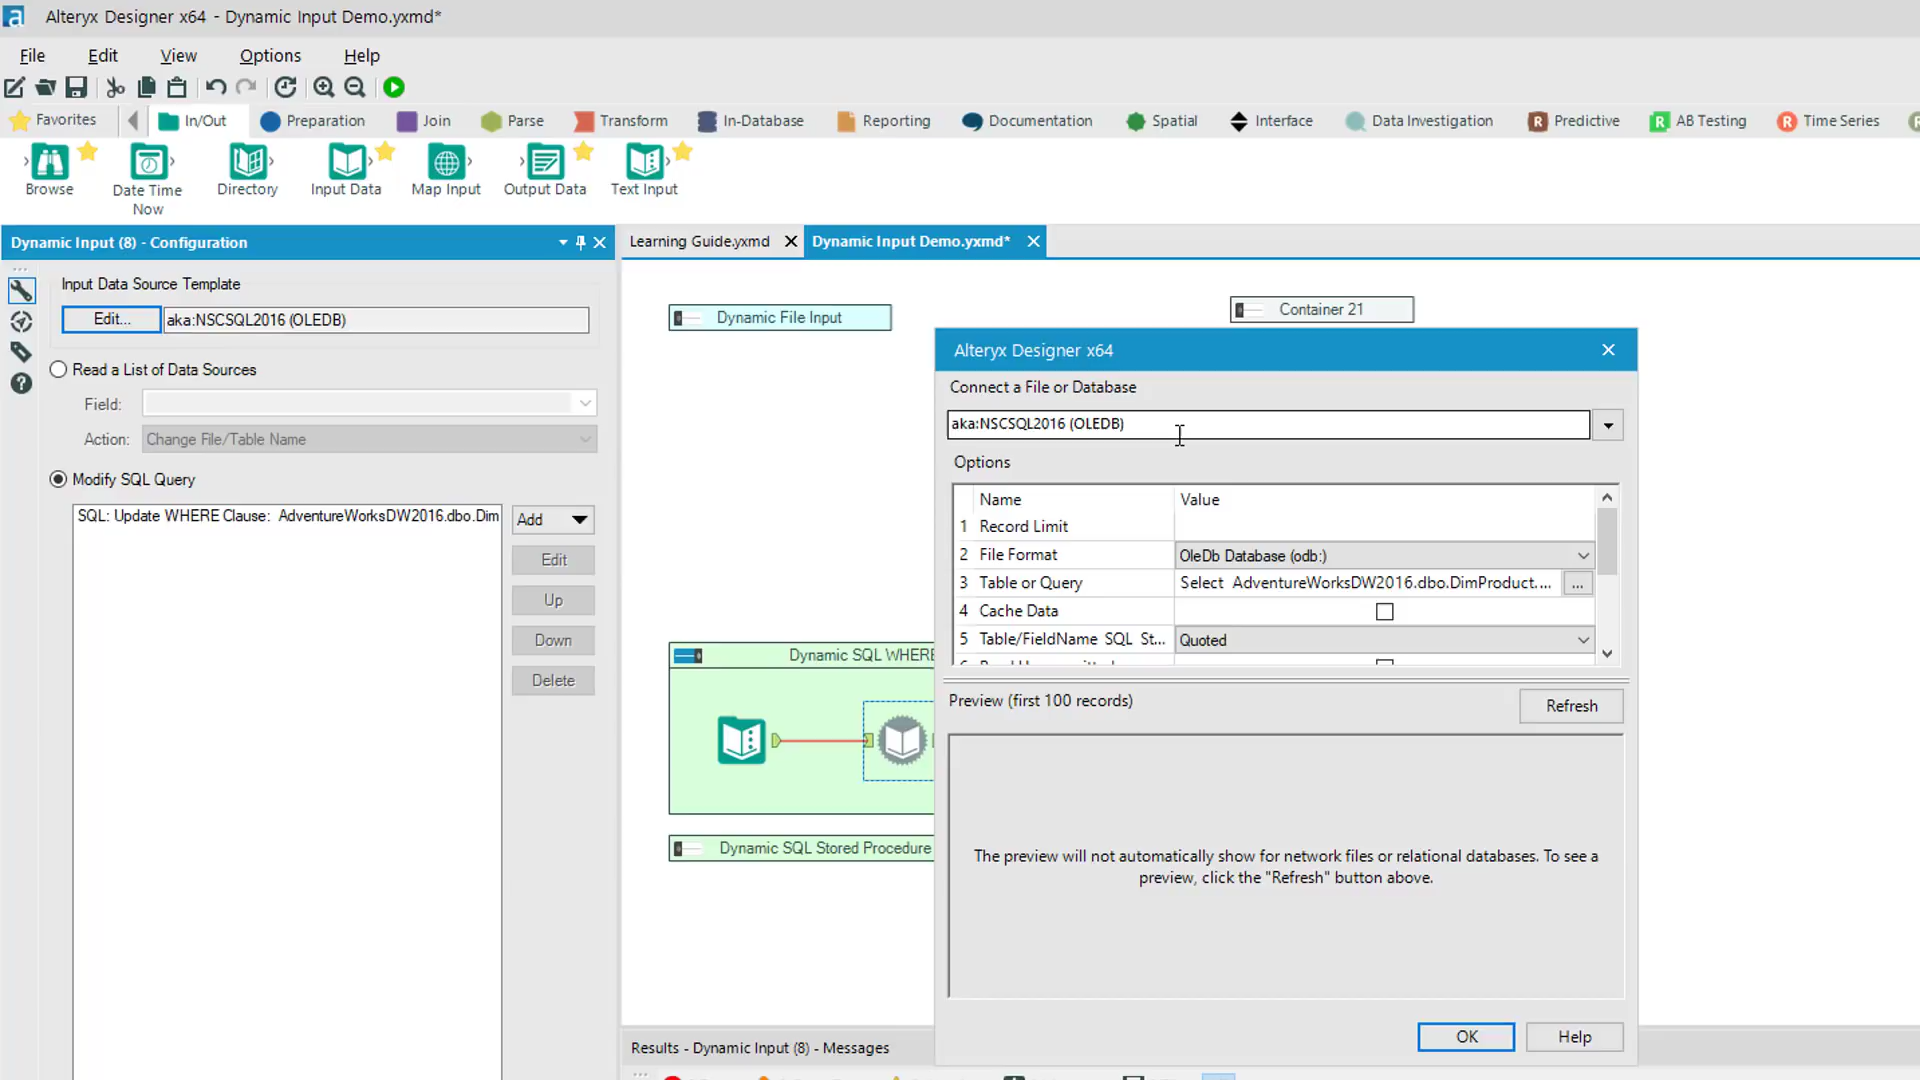 Alteryx Designer x64 - Dynamic Input Demo.yxmd*
File Edit View Options Help
Favorites In/Out Preparation Join Parse Transform In-Database Reporting Documentation Spatial Interface Data Investigation Predictive AB Testing Time Series
Browse Date Time Now Directory Input Data Map Input Output Data Text Input
Dynamic Input (8) - Configuration
Learning Guide.yxmd Dynamic Input Demo.yxmd*
Input Data Source Template
Edit... aka:NSCSQL2016 (OLEDB)
Read a List of Data Sources
Field:
Action: Change File/Table Name
Modify SQL Query
SQL: Update WHERE Clause: AdventureWorksDW2016.dbo.Dim
Add
Edit
Up
Down
Delete
Dynamic File Input
Container 21
Dynamic SQL WHERE
Dynamic SQL Stored Procedure
Alteryx Designer x64
Connect a File or Database
aka:NSCSQL2016 (OLEDB)
Options
Name Value
1 Record Limit
2 File Format OleDb Database (odb:)
3 Table or Query Select AdventureWorksDW2016.dbo.DimProduct.... ...
4 Cache Data
5 Table/FieldName SQL St... Quoted
Preview (first 100 records)
Refresh
The preview will not automatically show for network files or relational databases. To see a
preview, click the "Refresh" button above.
OK Help
Results - Dynamic Input (8) - Messages